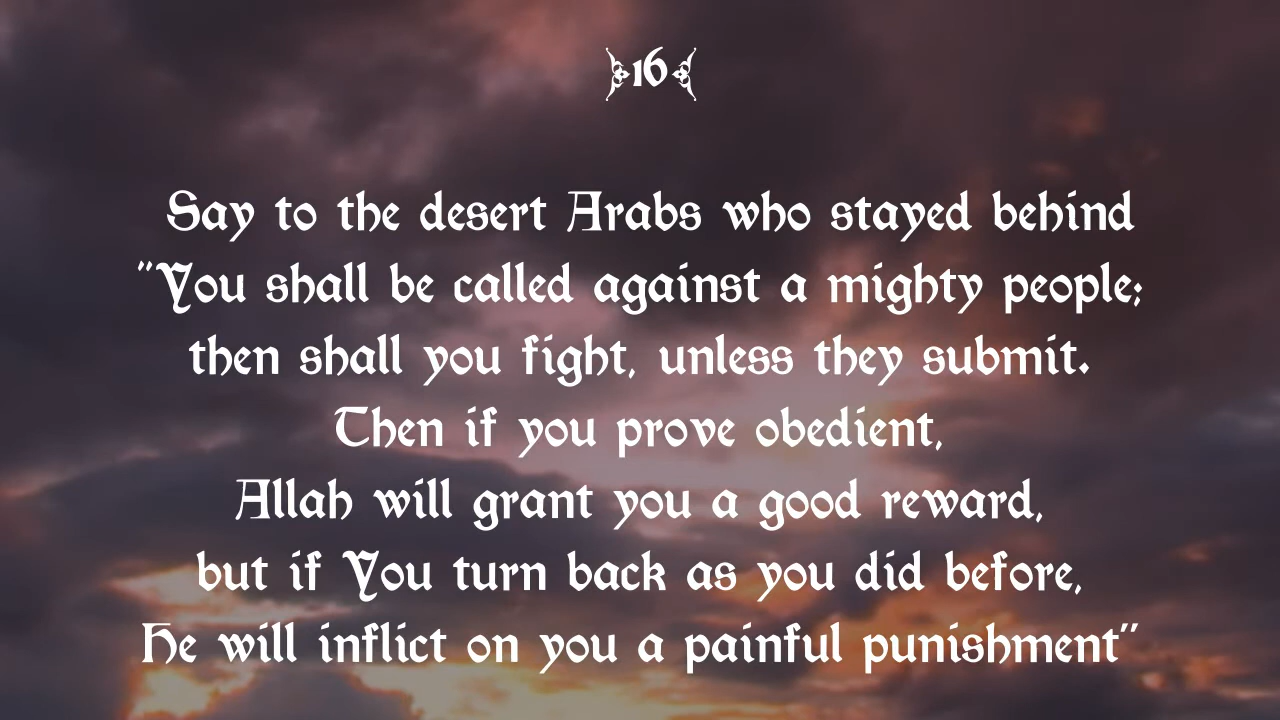 16
Say to the desert Arabs who stayed behind
"You shall be called against a mighty people;
then shall you fight, unless they submit.
Then if you prove obedient,
Allah will grant you a good reward,
but if You turn back as you did before,
He will inflict on you a painful punishment"